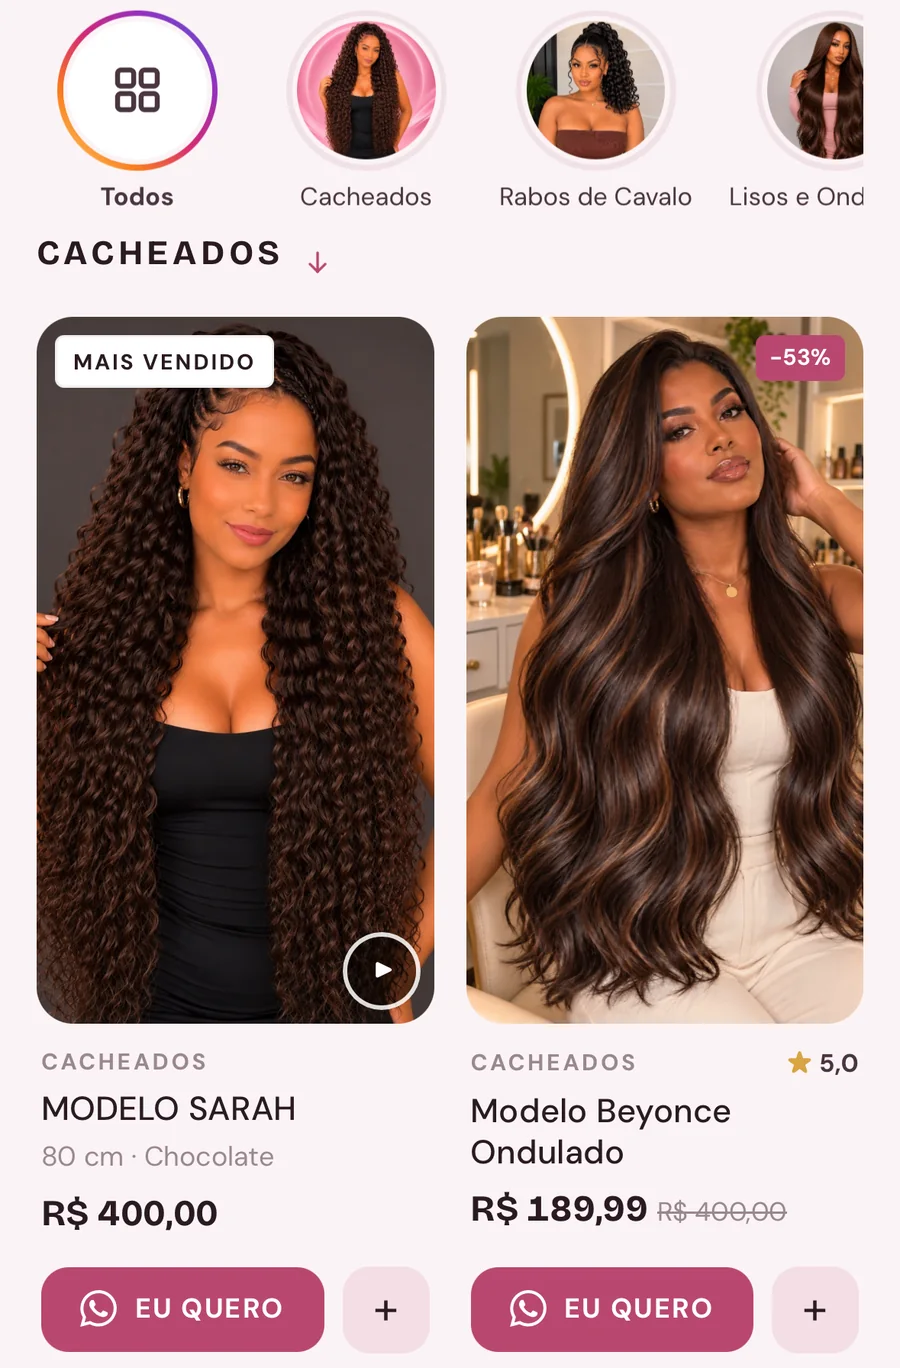 Todos
Cacheados
Rabos de Cavalo
Lisos e Ond
CACHEADOS
MAIS VENDIDO
-53%
CACHEADOS
MODELO SARAH
80 cm · Chocolate
R$ 400,00
EU QUERO
+
CACHEADOS
5,0
Modelo Beyonce
Ondulado
R$ 189,99 R$ 400,00
EU QUERO
+